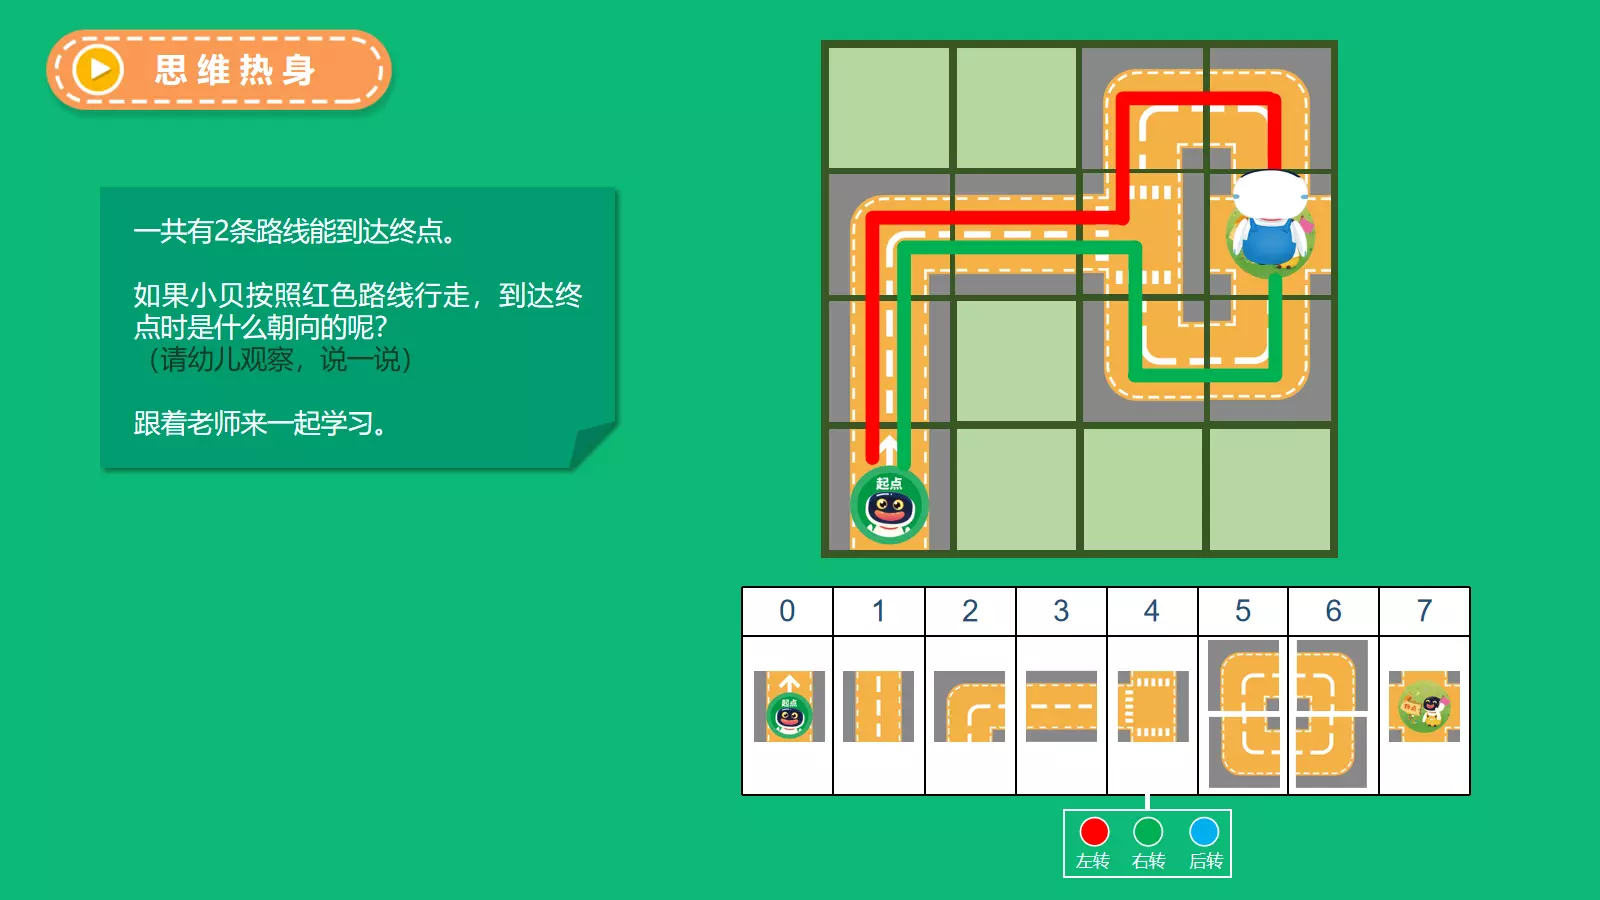 思维热身
一共有2条路线能到达终点。
如果小贝按照红色路线行走，到达终
点时是什么朝向的呢？
（请幼儿观察，说一说）
跟着老师来一起学习。
起点
0 1 2 3 4 5 6 7
起点
终点
左转 右转 后转